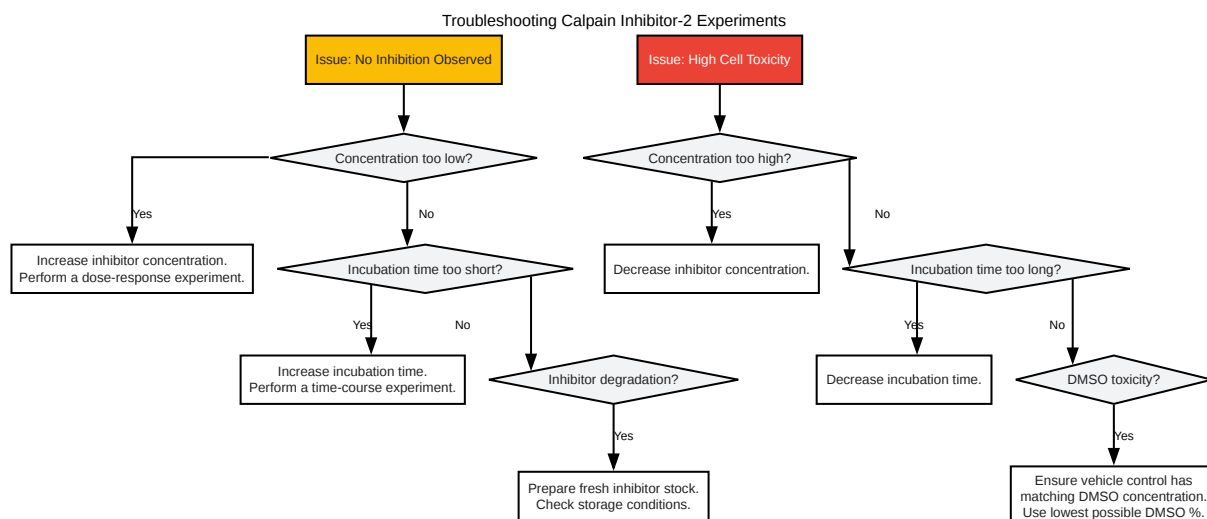 Troubleshooting Calpain Inhibitor-2 Experiments
Issue: No Inhibition Observed
Issue: High Cell Toxicity
Concentration too low?
Concentration too high?
Yes
No
Yes
No
Increase inhibitor concentration.
Perform a dose-response experiment.
Incubation time too short?
Decrease inhibitor concentration.
Incubation time too long?
Yes
No
Yes
No
Increase incubation time.
Perform a time-course experiment.
Inhibitor degradation?
Decrease incubation time.
DMSO toxicity?
Yes
Yes
Prepare fresh inhibitor stock.
Check storage conditions.
Ensure vehicle control has
matching DMSO concentration.
Use lowest possible DMSO %.